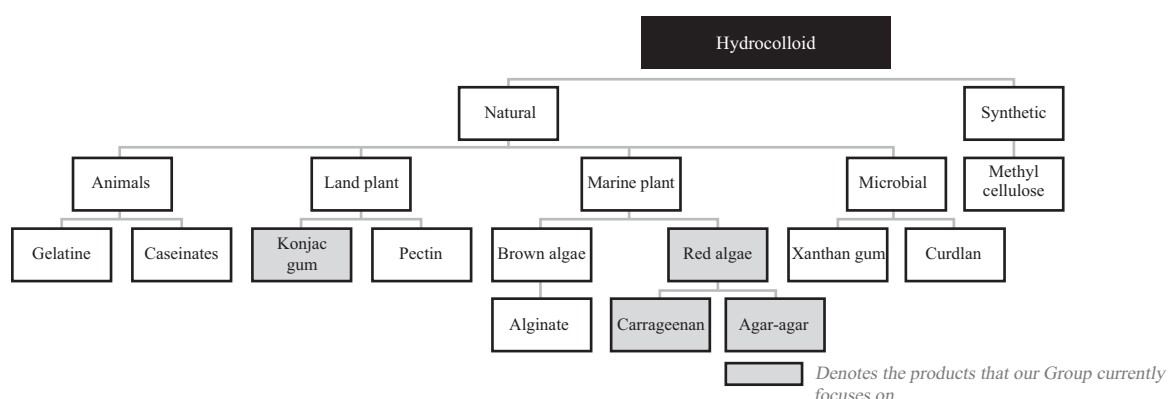 Hydrocolloid
Natural
Synthetic
Animals
Land plant
Marine plant
Microbial
Methyl
cellulose
Gelatine
Caseinates
Konjac
gum
Pectin
Brown algae
Red algae
Xanthan gum
Curdlan
Alginate
Carrageenan
Agar-agar
Denotes the products that our Group currently
focuses on